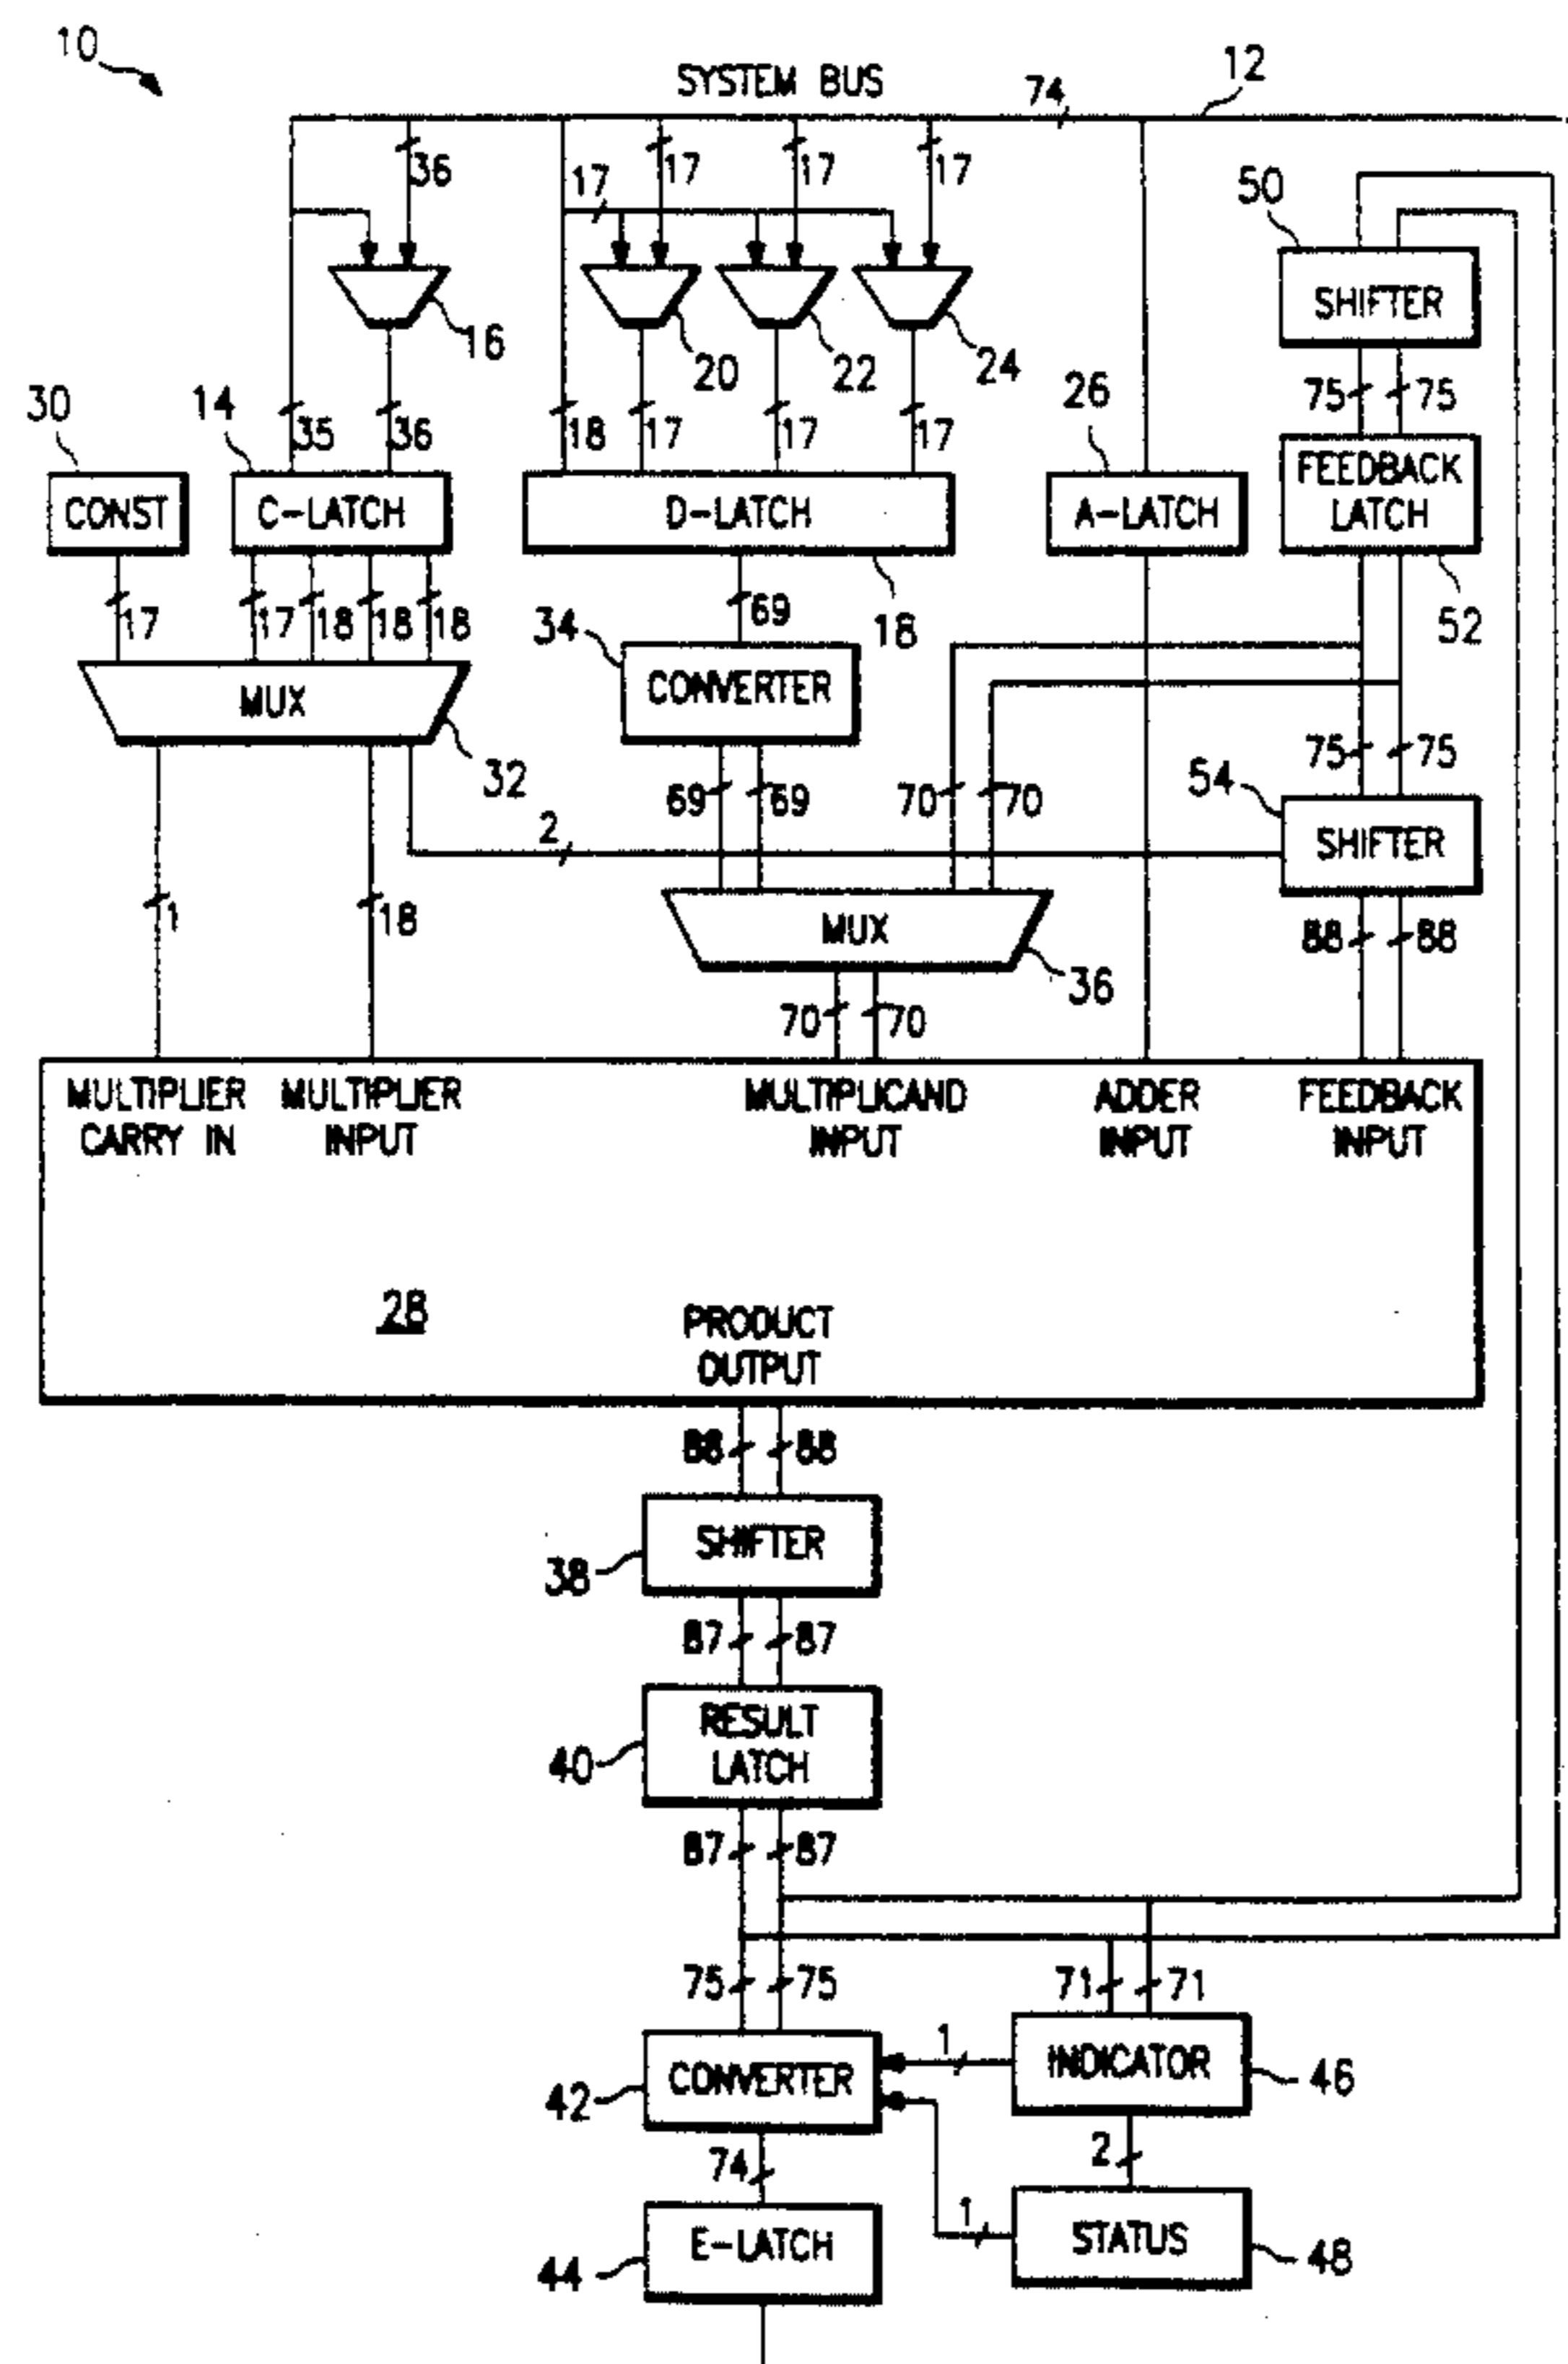 10
SYSTEM BUS
74
12
36
17
17
17
17
50
SHIFTER
16
20
22
24
75
75
30
14
35
36
18
17
17
17
26
CONST
C-LATCH
D-LATCH
A-LATCH
FEEDBACK
LATCH
17
17
18
18
18
69
18
52
34
CONVERTER
MUX
32
75
75
69
69
70
70
54
SHIFTER
2
1
18
MUX
36
88
88
70
70
MULTIPLIER
CARRY IN
MULTIPLIER
INPUT
MULTIPLICAND
INPUT
ADDER
INPUT
FEEDBACK
INPUT
28
PRODUCT
OUTPUT
88
88
SHIFTER
38
87
87
RESULT
LATCH
40
87
87
75
75
71
71
CONVERTER
42
1
INDICATOR
46
74
2
E-LATCH
44
1
STATUS
48